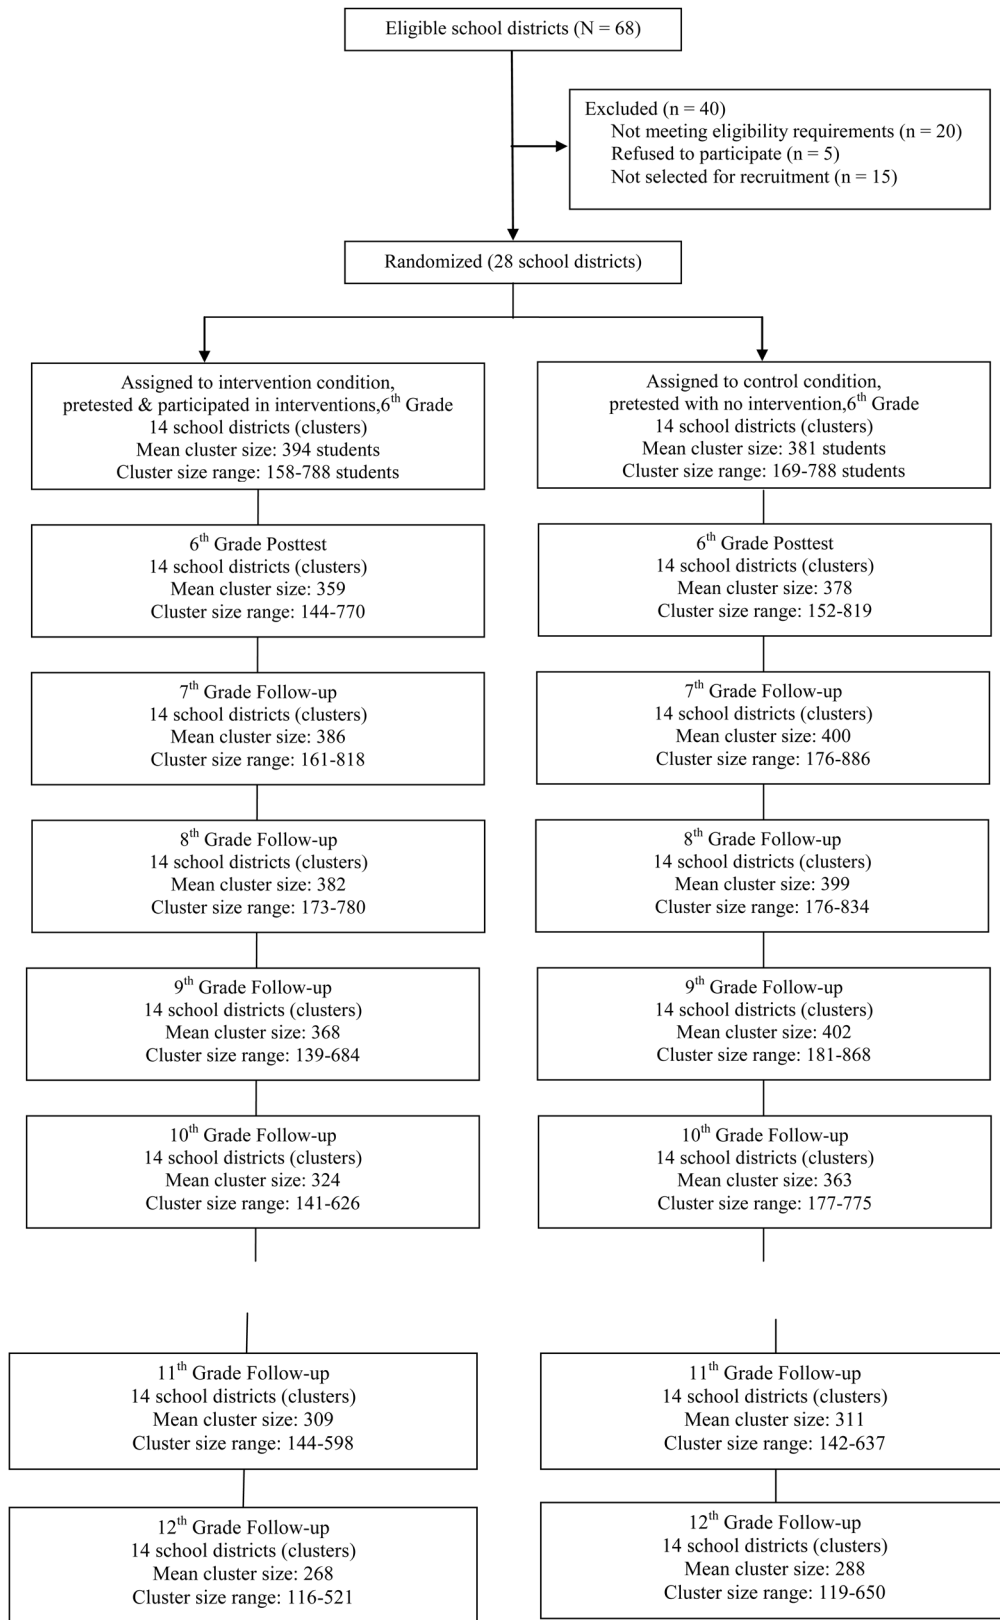 Eligible school districts (N = 68)
Excluded (n = 40)
Not meeting eligibility requirements (n = 20)
Refused to participate (n = 5)
Not selected for recruitment (n = 15)
Randomized (28 school districts)
Assigned to intervention condition,
pretested & participated in interventions,6th Grade
14 school districts (clusters)
Mean cluster size: 394 students
Cluster size range: 158-788 students
Assigned to control condition,
pretested with no intervention,6th Grade
14 school districts (clusters)
Mean cluster size: 381 students
Cluster size range: 169-788 students
6th Grade Posttest
14 school districts (clusters)
Mean cluster size: 359
Cluster size range: 144-770
6th Grade Posttest
14 school districts (clusters)
Mean cluster size: 378
Cluster size range: 152-819
7th Grade Follow-up
14 school districts (clusters)
Mean cluster size: 386
Cluster size range: 161-818
7th Grade Follow-up
14 school districts (clusters)
Mean cluster size: 400
Cluster size range: 176-886
8th Grade Follow-up
14 school districts (clusters)
Mean cluster size: 382
Cluster size range: 173-780
8th Grade Follow-up
14 school districts (clusters)
Mean cluster size: 399
Cluster size range: 176-834
9th Grade Follow-up
14 school districts (clusters)
Mean cluster size: 368
Cluster size range: 139-684
9th Grade Follow-up
14 school districts (clusters)
Mean cluster size: 402
Cluster size range: 181-868
10th Grade Follow-up
14 school districts (clusters)
Mean cluster size: 324
Cluster size range: 141-626
10th Grade Follow-up
14 school districts (clusters)
Mean cluster size: 363
Cluster size range: 177-775
11th Grade Follow-up
14 school districts (clusters)
Mean cluster size: 309
Cluster size range: 144-598
11th Grade Follow-up
14 school districts (clusters)
Mean cluster size: 311
Cluster size range: 142-637
12th Grade Follow-up
14 school districts (clusters)
Mean cluster size: 268
Cluster size range: 116-521
12th Grade Follow-up
14 school districts (clusters)
Mean cluster size: 288
Cluster size range: 119-650